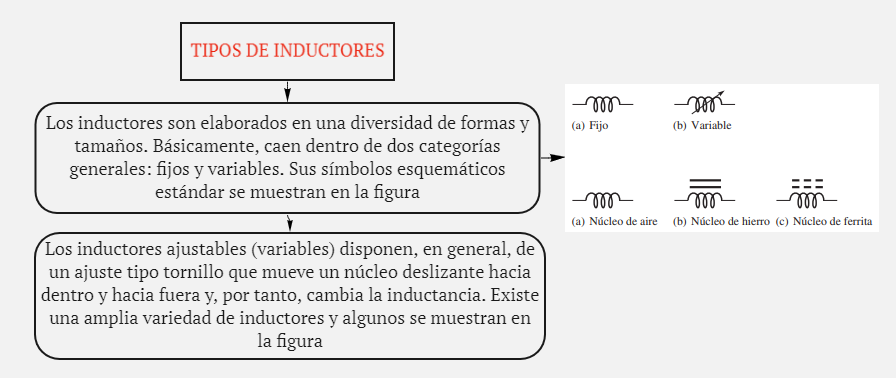 TIPOS DE INDUCTORES
Los inductores son elaborados en una diversidad de formas y
tamaños. Básicamente, caen dentro de dos categorías
generales: fijos y variables. Sus símbolos esquemáticos
estándar se muestran en la figura
(a) Fijo
(b) Variable
(a) Núcleo de aire
(b) Núcleo de hierro
(c) Núcleo de ferrita
Los inductores ajustables (variables) disponen, en general, de
un ajuste tipo tornillo que mueve un núcleo deslizante hacia
dentro y hacia fuera y, por tanto, cambia la inductancia. Existe
una amplia variedad de inductores y algunos se muestran en
la figura